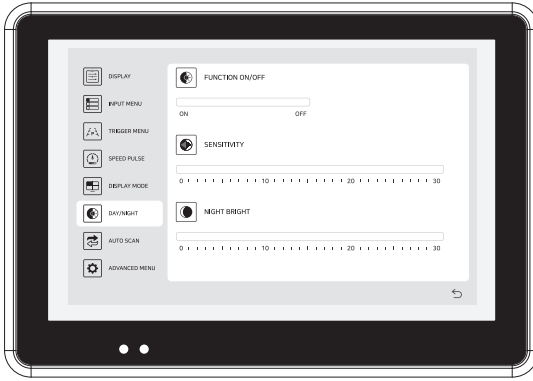 DISPLAY
INPUT MENU
TRIGGER MENU
SPEED PULSE
DISPLAY MODE
DAY/NIGHT
AUTO SCAN
ADVANCED MENU
FUNCTION ON/OFF
ON OFF
SENSITIVITY
0 10 20 30
NIGHT BRIGHT
0 10 20 30